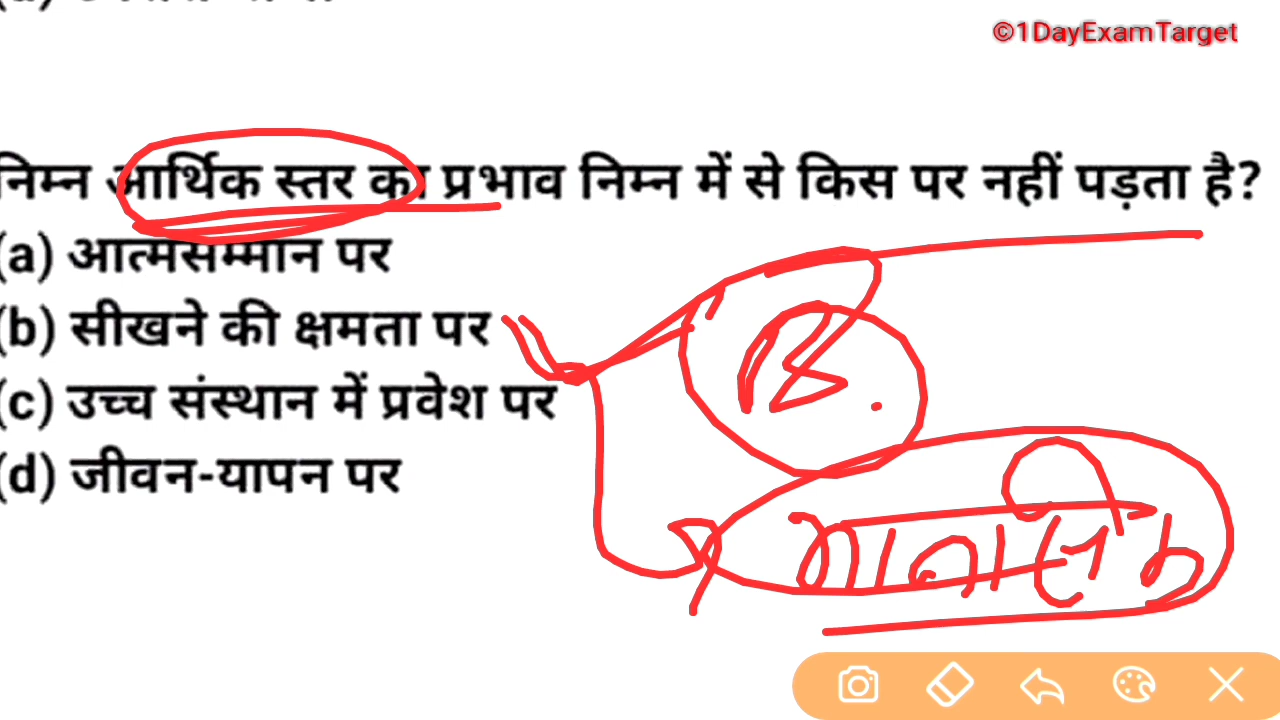 ©1DayExamTarget
निम्न आर्थिक स्तर का प्रभाव निम्न में से किस पर नहीं पड़ता है?
(a) आत्मसम्मान पर
(b) सीखने की क्षमता पर
(c) उच्च संस्थान में प्रवेश पर
(d) जीवन-यापन पर
मानसिक